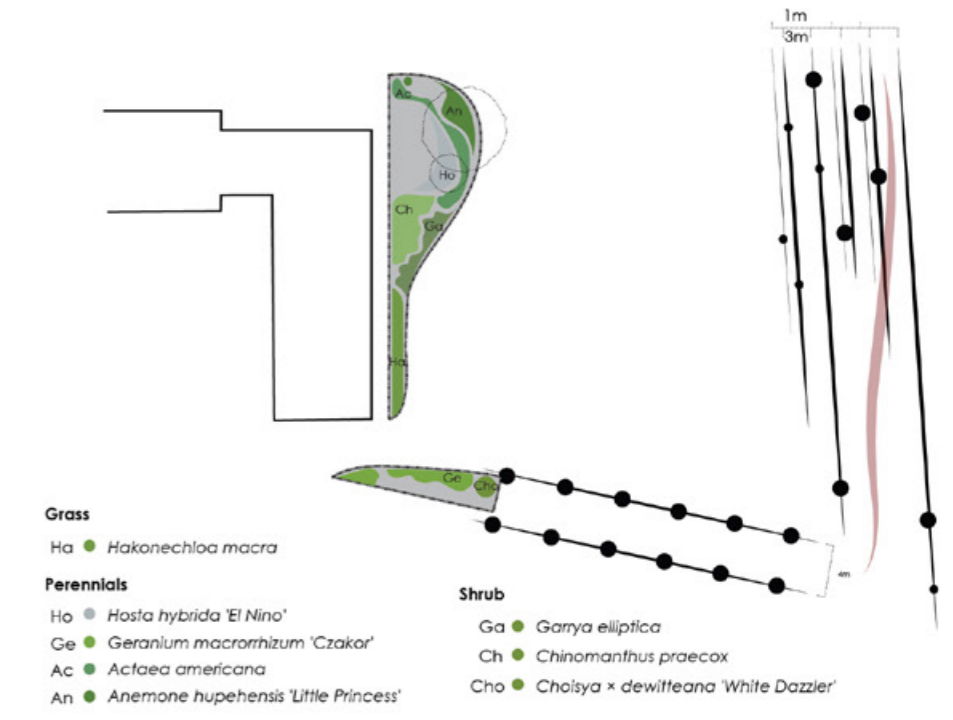 1m
3m
Ac
An
Ho
Ch
Ga
Ha
Ge
Cho
4m
Grass
Ha Hakonechloa macra
Perennials
Ho Hosta hybrida 'El Nino'
Ge Geranium macrorrhizum 'Czakor'
Ac Actaea americana
An Anemone hupehensis 'Little Princess'
Shrub
Ga Garrya elliptica
Ch Chinomanthus praecox
Cho Choisya × dewitteana 'White Dazzler'